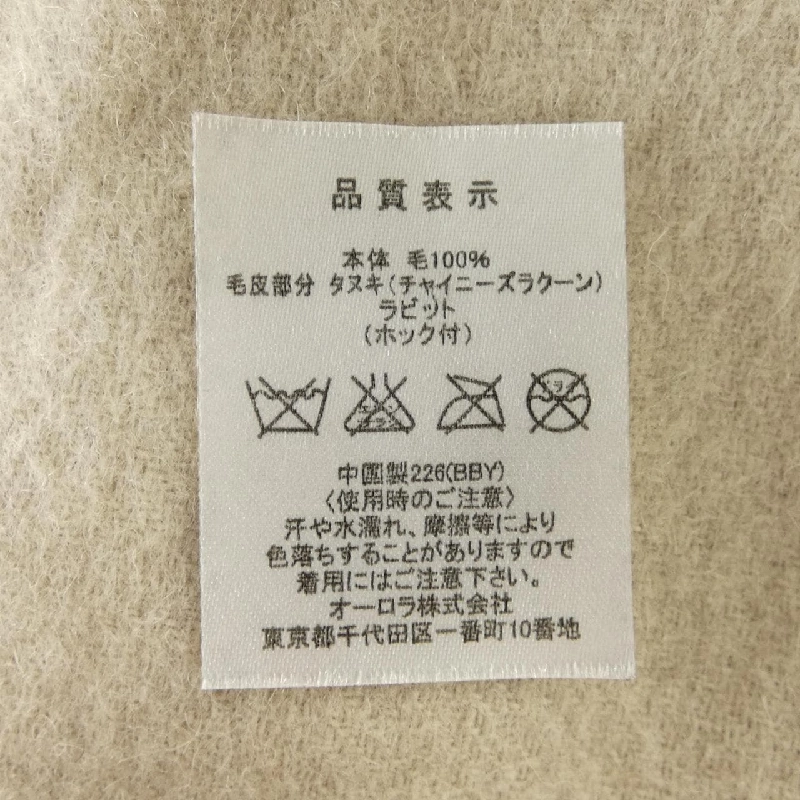 品質表示
本体 毛100%
毛皮部分 タヌキ(チャイニーズラクーン)
ラビット
(ホック付)
中國製226(BBY)
〈使用時のご注意〉
汗や水濡れ、摩擦等により
色落ちすることがありますので
着用にはご注意下さい。
オーロラ株式会社
東京都千代田区一番町10番地